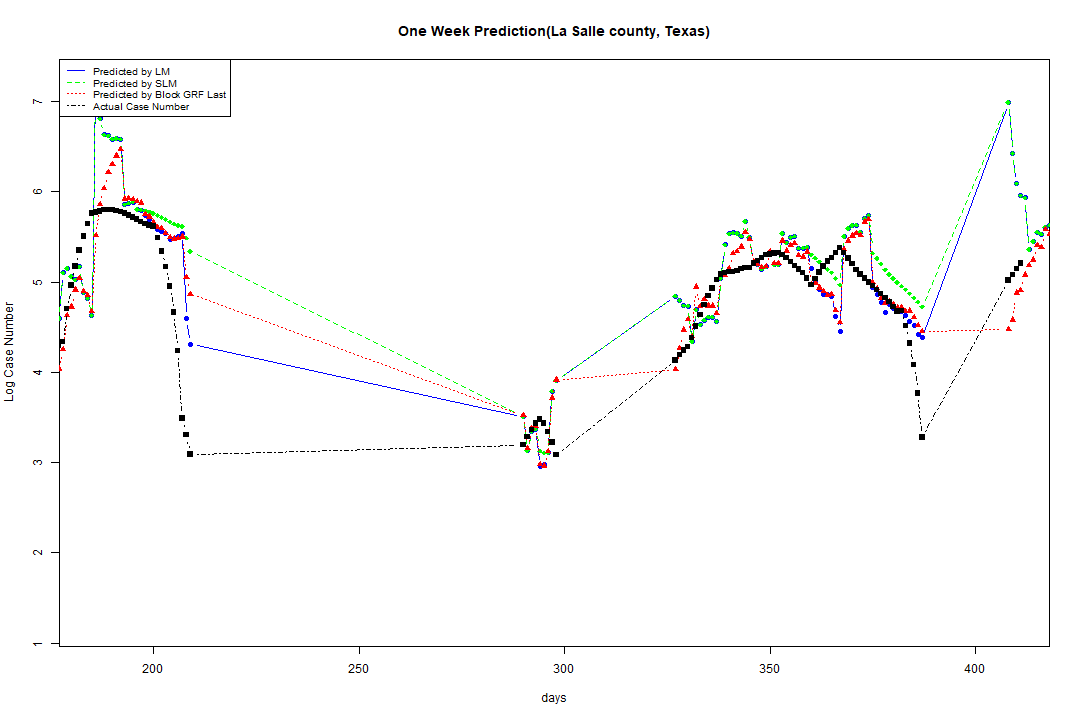 One Week Prediction(La Salle county, Texas)
Predicted by LM
Predicted by SLM
Predicted by Block GRF Last
Actual Case Number
7
6
5
4
3
2
1
Log Case Number
200
250
300
350
400
days